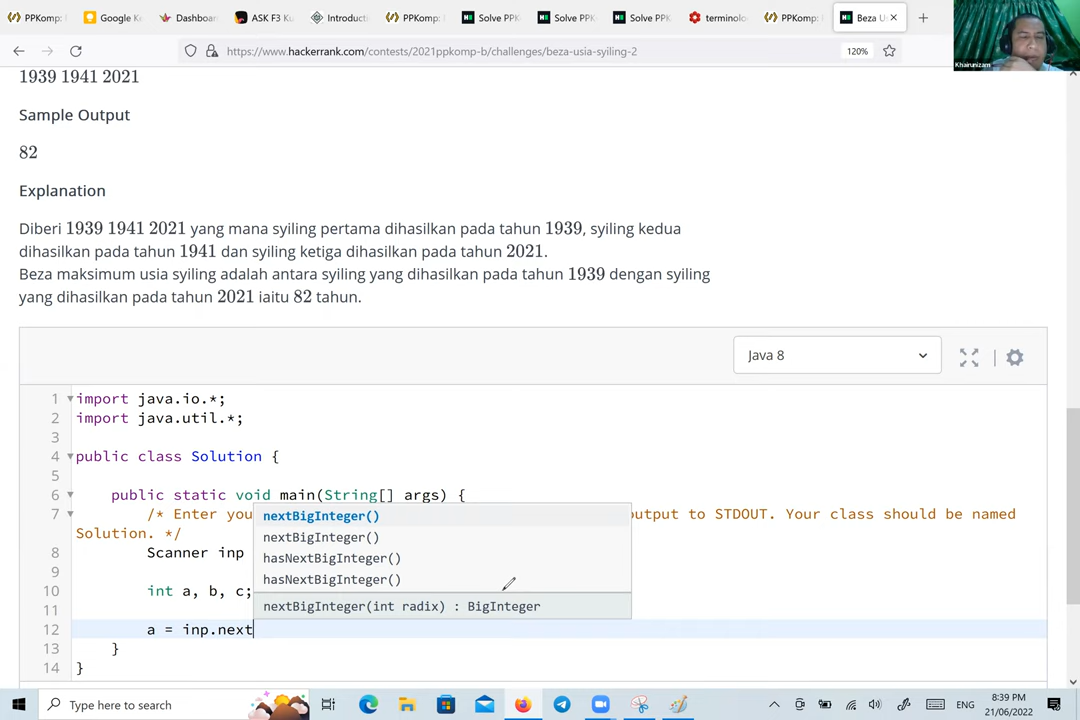 PPKomp:
Google K
Dashboar
ASK F3 K
Introducti
PPKomp:
Solve PPK
Solve PPK
Solve PPK
terminolo
PPKomp:
Beza U
https://www.hackerrank.com/contests/2021ppkomp-b/challenges/beza-usia-syiling-2
120%
Khairunizam
1939 1941 2021
Sample Output
82
Explanation
Diberi 1939 1941 2021 yang mana syiling pertama dihasilkan pada tahun 1939, syiling kedua
dihasilkan pada tahun 1941 dan syiling ketiga dihasilkan pada tahun 2021.
Beza maksimum usia syiling adalah antara syiling yang dihasilkan pada tahun 1939 dengan syiling
yang dihasilkan pada tahun 2021 iaitu 82 tahun.
Java 8
1 import java.io.*;
2 import java.util.*;
3
4 public class Solution {
5
6 public static void main(String[] args) {
7 /* Enter you output to STDOUT. Your class should be named
Solution. */
8 Scanner inp
9
10 int a, b, c;
11
12 a = inp.next
13 }
14 }
nextBigInteger()
nextBigInteger()
hasNextBigInteger()
hasNextBigInteger()
nextBigInteger(int radix) : BigInteger
Type here to search
ENG
8:39 PM
21/06/2022